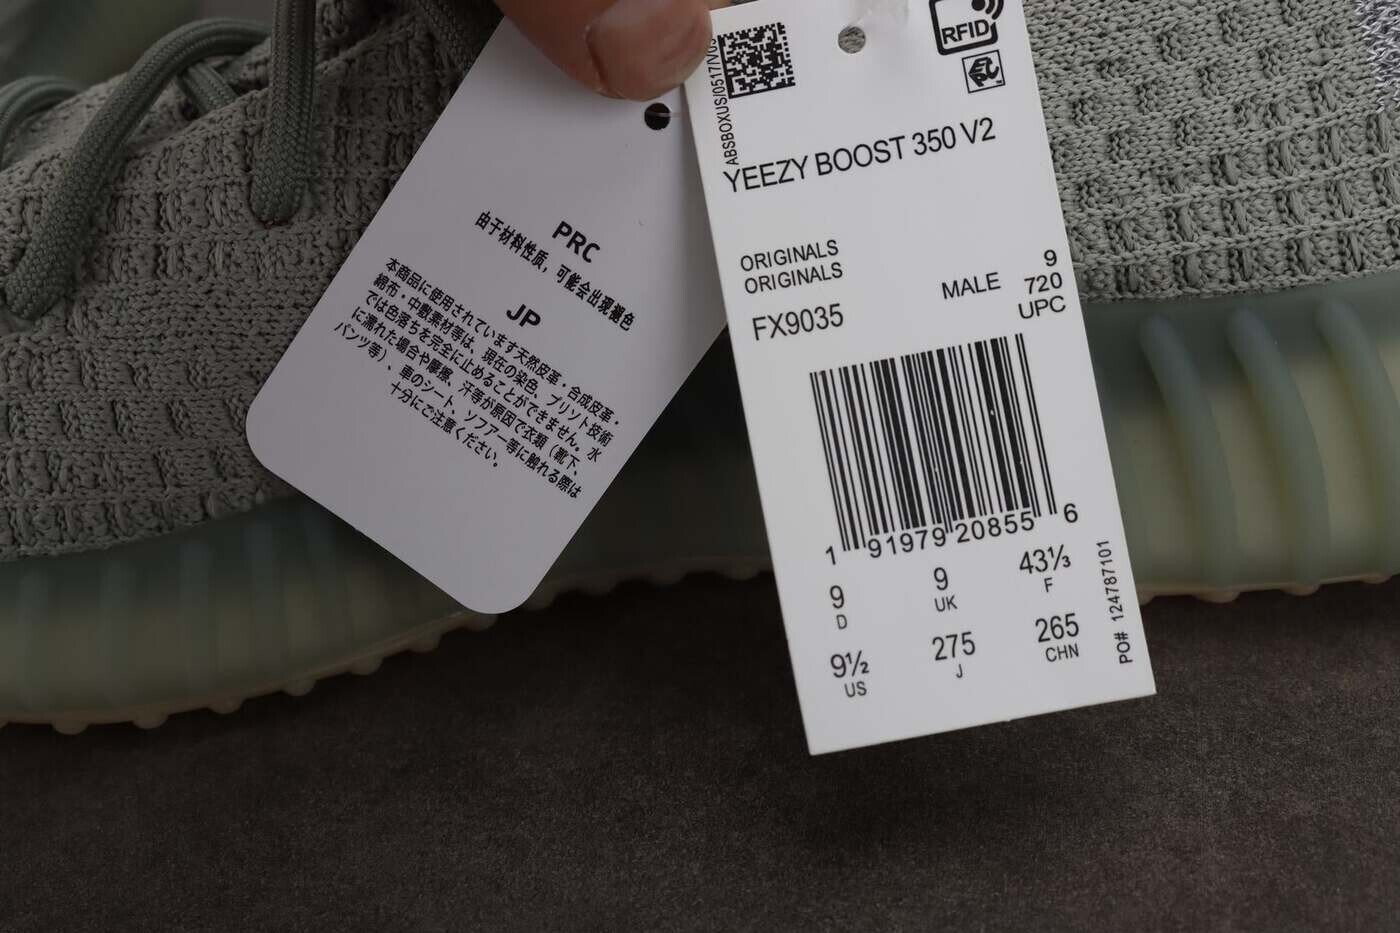 PRC
由于材料性质，可能会出现褪色
JP
本商品に使用されています天然皮革・合成皮革・
綿布・中敷素材等は、現在の染色、プリント技術
では色落ちを完全に止めることができません。水
に濡れた場合や摩擦、汗等が原因で衣類（靴下、
パンツ等）、車のシート、ソファー等に触れる際は
十分にご注意ください。
ABSBOXUS/0517/V03
RFID
YEEZY BOOST 350 V2
ORIGINALS
ORIGINALS
FX9035
MALE
9
720
UPC
1 91979 20855 6
9 D
9 UK
43⅓ F
9½ US
275 J
265 CHN
PO# 124787101